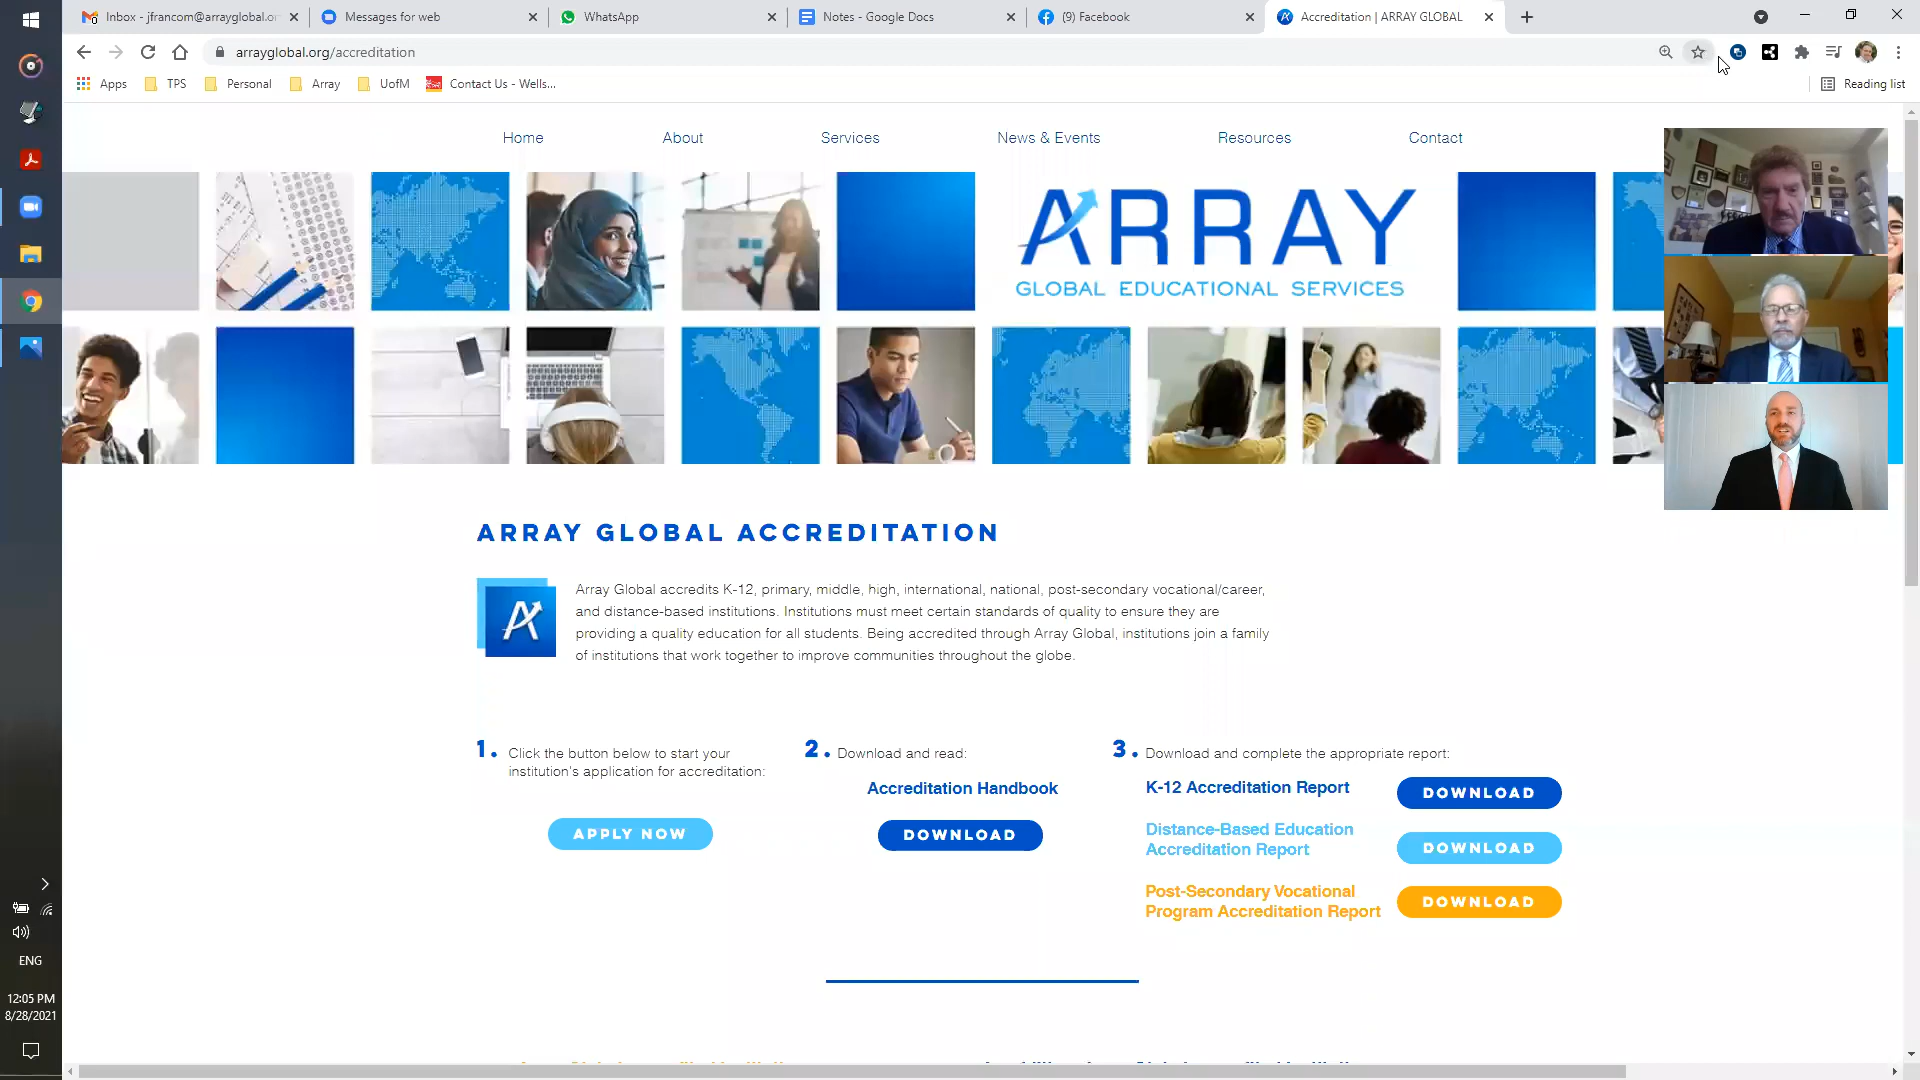 Inbox - jfrancom@arrayglobal.or
Messages for web
WhatsApp
Notes - Google Docs
(9) Facebook
Accreditation | ARRAY GLOBAL
arrayglobal.org/accreditation
Apps
TPS
Personal
Array
UofM
Contact Us - Wells...
Reading list
Home
About
Services
News & Events
Resources
Contact
ARRAY
GLOBAL EDUCATIONAL SERVICES
ARRAY GLOBAL ACCREDITATION
Array Global accredits K-12, primary, middle, high, international, national, post-secondary vocational/career,
and distance-based institutions. Institutions must meet certain standards of quality to ensure they are
providing a quality education for all students. Being accredited through Array Global, institutions join a family
of institutions that work together to improve communities throughout the globe.
1. Click the button below to start your
institution's application for accreditation:
APPLY NOW
2. Download and read:
Accreditation Handbook
DOWNLOAD
3. Download and complete the appropriate report:
K-12 Accreditation Report
DOWNLOAD
Distance-Based Education
Accreditation Report
DOWNLOAD
Post-Secondary Vocational
Program Accreditation Report
DOWNLOAD
ENG
12:05 PM
8/28/2021